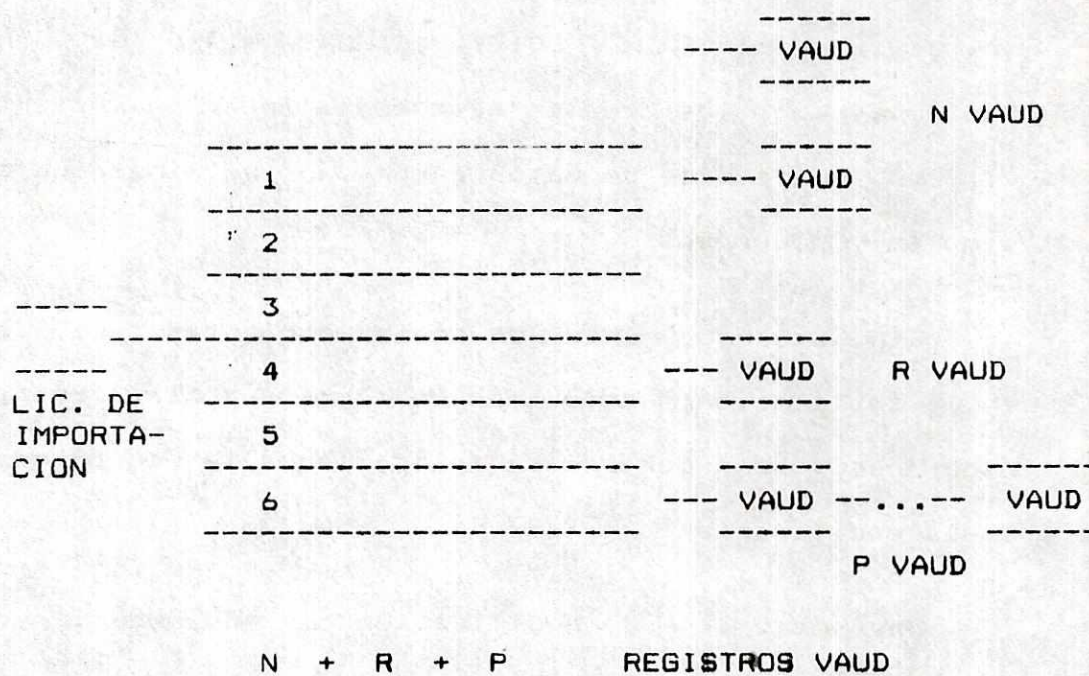 ------
---- VAUD
------
N VAUD
----------------------- ------
1 ---- VAUD
----------------------- ------
2
-----------------------
----- 3
---------------------------- ------
----- 4 --- VAUD R VAUD
LIC. DE ----------------------- ------
IMPORTA- 5
CION ----------------------- ------ ------
6 --- VAUD --...-- VAUD
----------------------- ------ ------
P VAUD
N + R + P REGISTROS VAUD